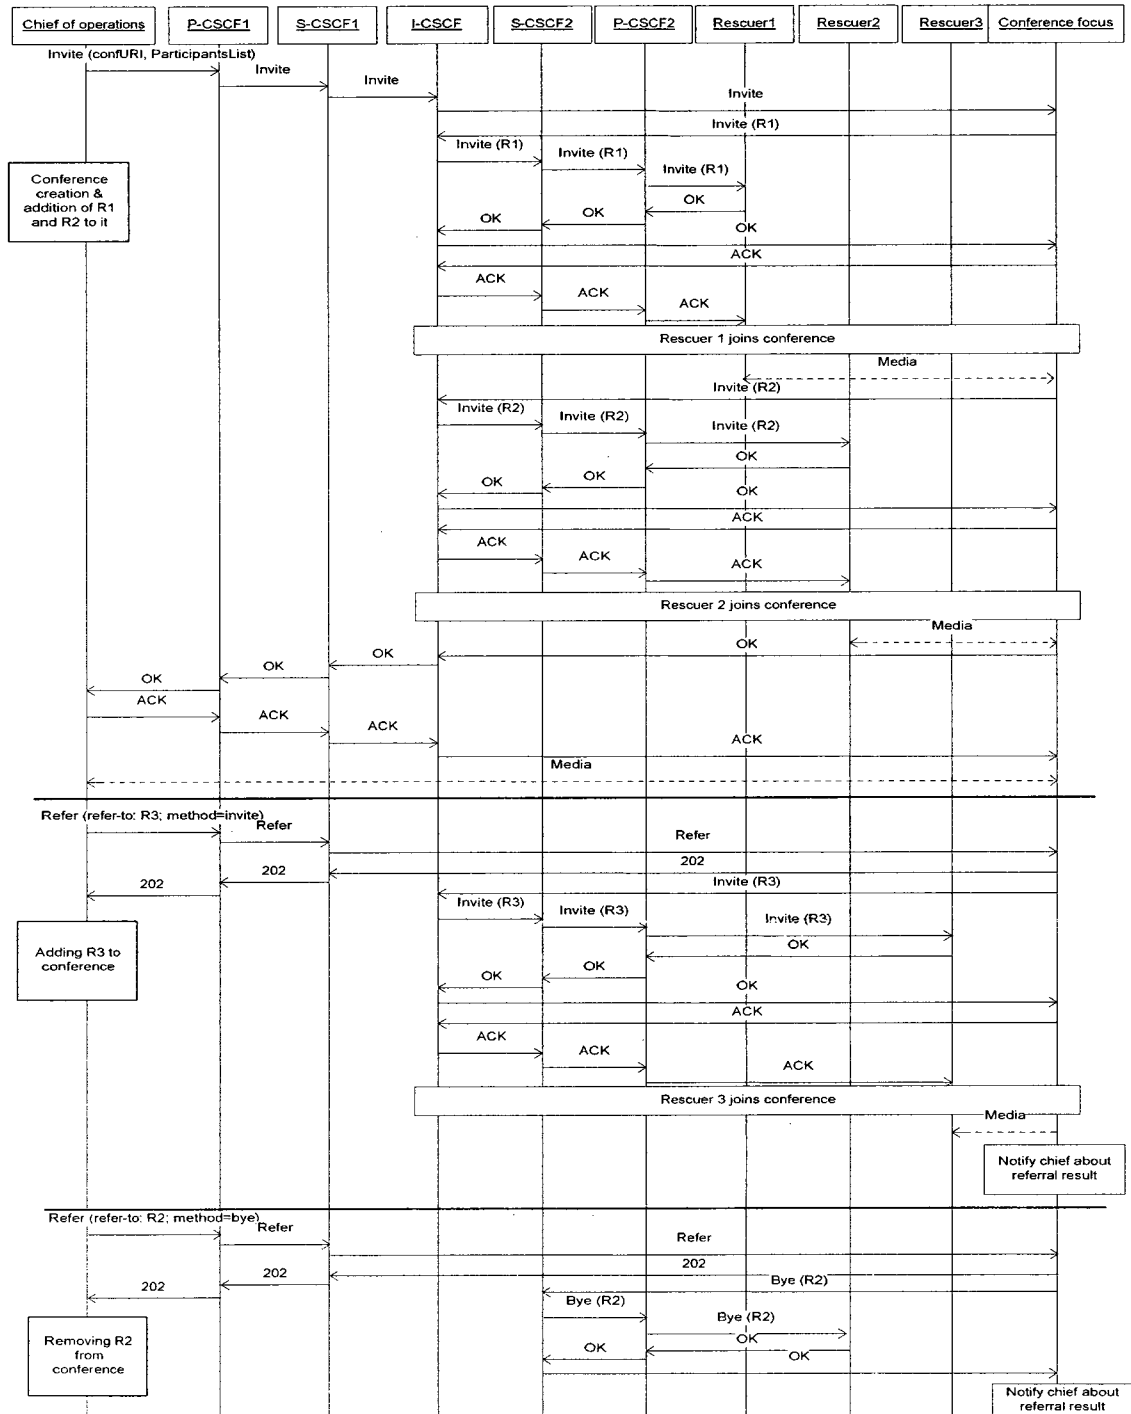 Chief of operations
P-CSCF1
S-CSCF1
I-CSCF
S-CSCF2
P-CSCF2
Rescuer1
Rescuer2
Rescuer3
Conference focus
Invite (confURI, ParticipantsList)
Invite
Invite
Invite
Invite (R1)
Invite (R1)
Invite (R1)
Invite (R1)
Conference
creation &
addition of R1
and R2 to it
OK
OK
OK
OK
ACK
ACK
ACK
ACK
Rescuer 1 joins conference
Media
Invite (R2)
Invite (R2)
Invite (R2)
Invite (R2)
OK
OK
OK
OK
ACK
ACK
ACK
ACK
Rescuer 2 joins conference
Media
OK
OK
OK
OK
ACK
ACK
ACK
ACK
Media
Refer (refer-to: R3; method=invite)
Refer
Refer
202
202
202
Invite (R3)
Invite (R3)
Invite (R3)
Invite (R3)
Adding R3 to
conference
OK
OK
OK
OK
ACK
ACK
ACK
ACK
Rescuer 3 joins conference
Media
Notify chief about
referral result
Refer (refer-to: R2; method=bye)
Refer
Refer
202
202
202
Bye (R2)
Bye (R2)
Bye (R2)
Removing R2
from
conference
OK
OK
OK
Notify chief about
referral result